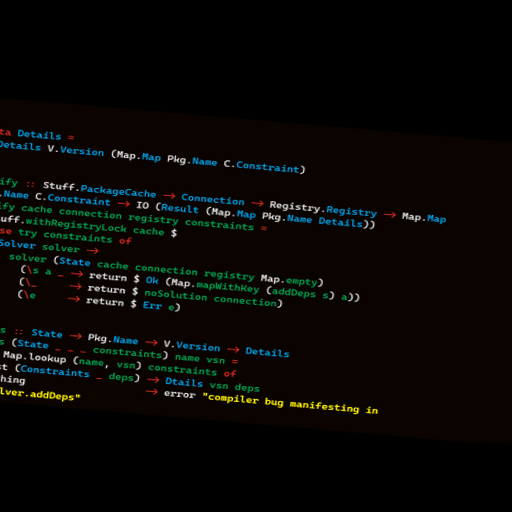 ta Details =
Details V.Version (Map.Map Pkg.Name C.Constraint)
ify :: Stuff.PackageCache → Connection → Registry.Registry → Map.Map
.Name C.Constraint → IO (Result (Map.Map Pkg.Name Details))
ify cache connection registry constraints =
uff.withRegistryLock cache $
se try constraints of
Solver solver →
solver (State cache connection registry Map.empty)
(\s a _ → return $ Ok (Map.mapWithKey (addDeps s) a))
(\_ → return $ noSolution connection)
(\e → return $ Err e)
s :: State → Pkg.Name → V.Version → Details
s (State _ _ _ constraints) name vsn =
Map.lookup (name, vsn) constraints of
st (Constraints _ deps) → Dtails vsn deps
thing → error "compiler bug manifesting in
lver.addDeps"